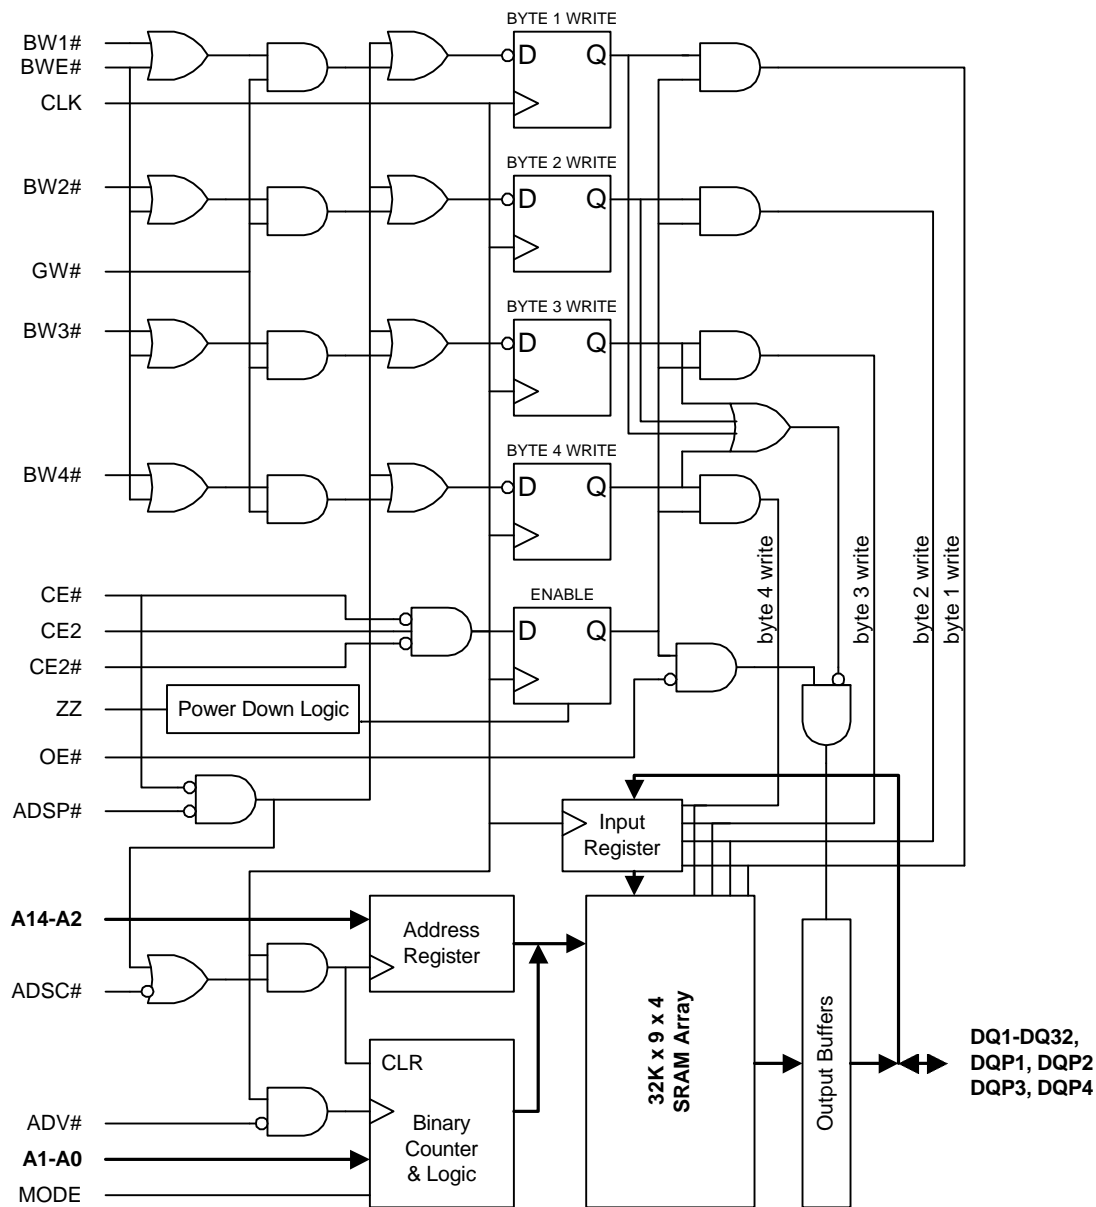 BYTE 1 WRITE
BW1#
BWE#
D Q
CLK
BYTE 2 WRITE
BW2#
D Q
GW#
BYTE 3 WRITE
BW3#
D Q
BYTE 4 WRITE
BW4#
D Q
byte 4 write
byte 3 write
byte 2 write
byte 1 write
CE#
ENABLE
CE2
D Q
CE2#
ZZ
Power Down Logic
OE#
ADSP#
Input
Register
A14-A2
Address
Register
ADSC#
32K x 9 x 4
SRAM Array
Output Buffers
DQ1-DQ32,
DQP1, DQP2
DQP3, DQP4
CLR
ADV#
Binary
Counter
& Logic
A1-A0
MODE